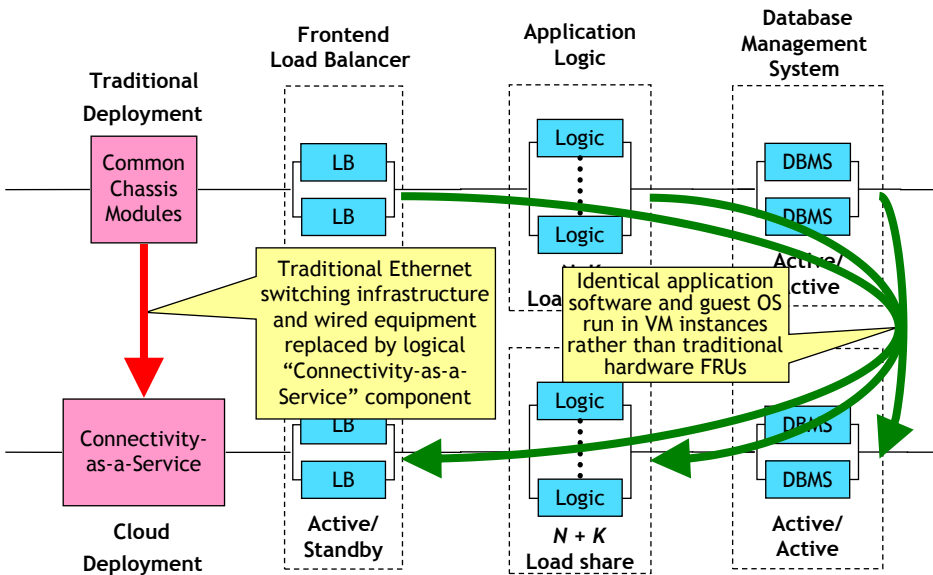 Traditional
Deployment
Frontend
Load Balancer
Application
Logic
Database
Management
System
Common
Chassis
Modules
LB
LB
Logic
Logic
DBMS
DBMS
Load
Active/
Active
Traditional Ethernet
switching infrastructure
and wired equipment
replaced by logical
“Connectivity-as-a-
Service” component
Identical application
software and guest OS
run in VM instances
rather than traditional
hardware FRUs
Connectivity-
as-a-Service
LB
LB
Logic
Logic
DBMS
DBMS
Cloud
Deployment
Active/
Standby
N + K
Load share
Active/
Active